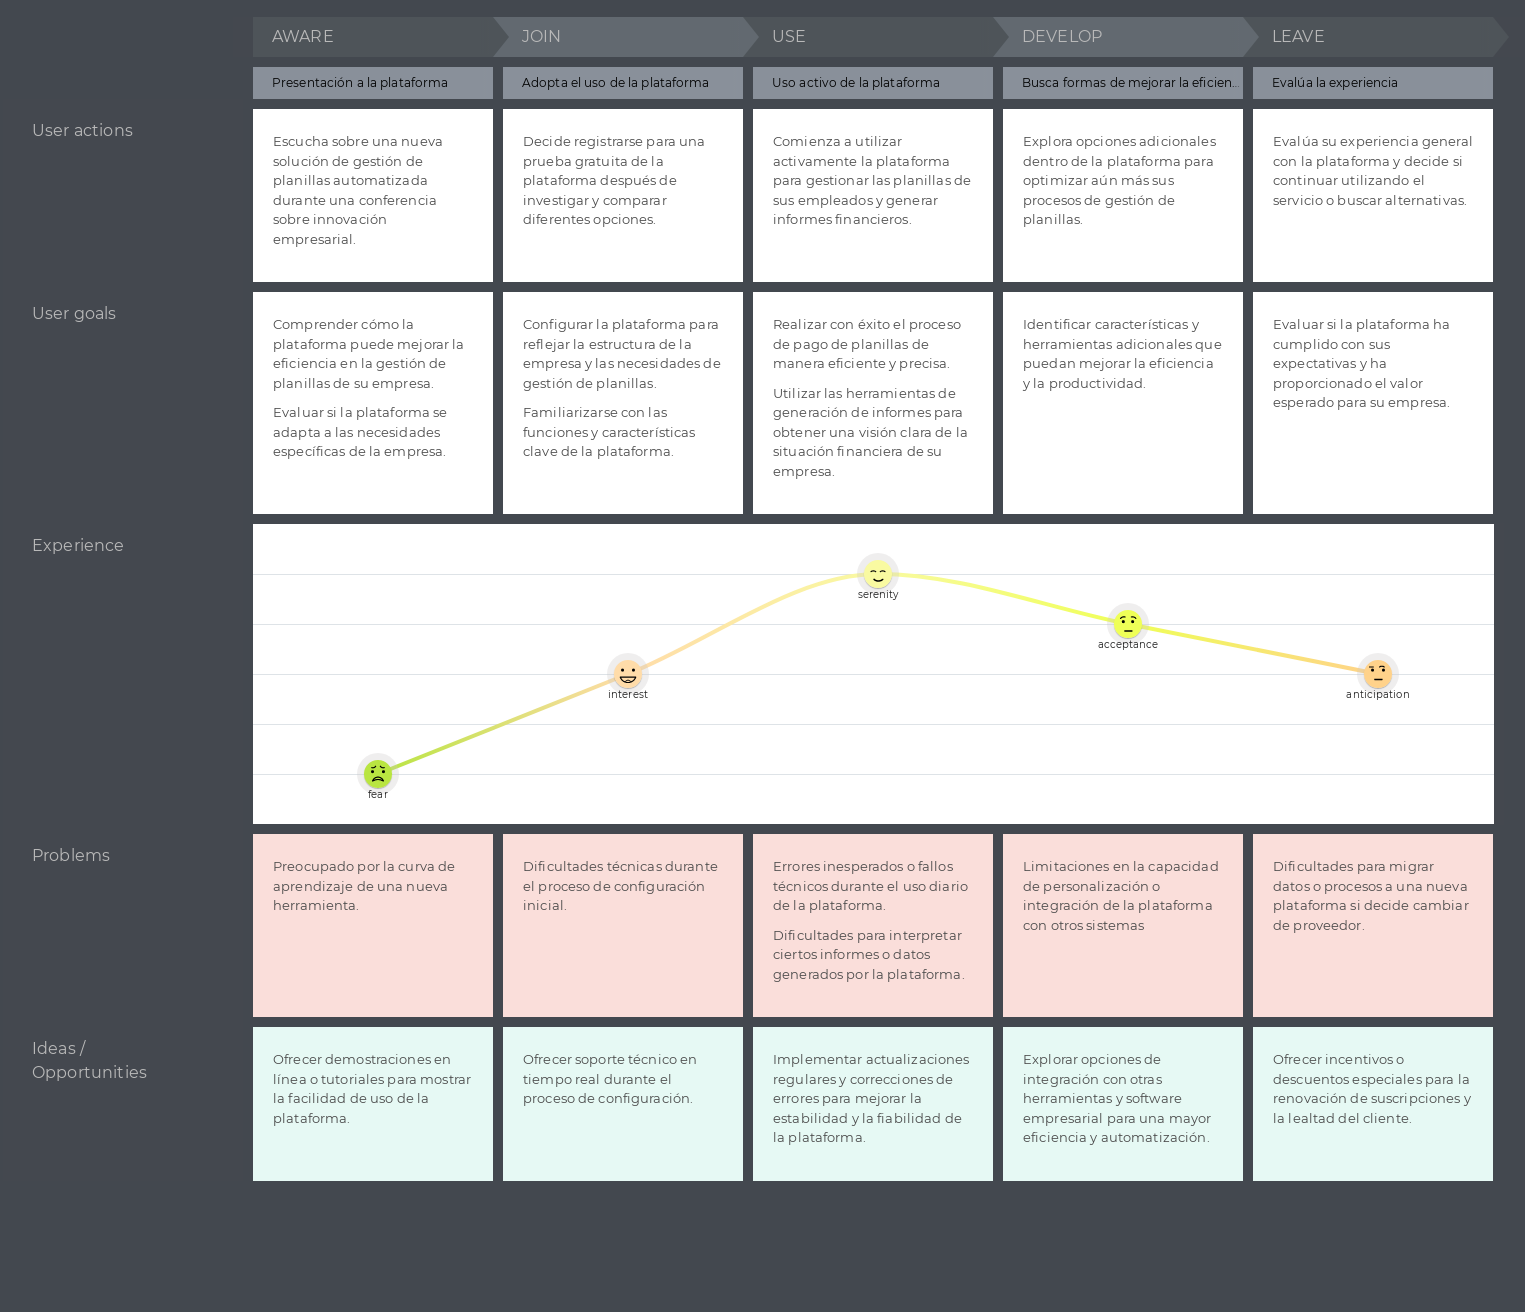 AWARE
JOIN
USE
DEVELOP
LEAVE
Presentación a la plataforma
Adopta el uso de la plataforma
Uso activo de la plataforma
Busca formas de mejorar la eficien...
Evalúa la experiencia
User actions
Escucha sobre una nueva
solución de gestión de
planillas automatizada
durante una conferencia
sobre innovación
empresarial.
Decide registrarse para una
prueba gratuita de la
plataforma después de
investigar y comparar
diferentes opciones.
Comienza a utilizar
activamente la plataforma
para gestionar las planillas de
sus empleados y generar
informes financieros.
Explora opciones adicionales
dentro de la plataforma para
optimizar aún más sus
procesos de gestión de
planillas.
Evalúa su experiencia general
con la plataforma y decide si
continuar utilizando el
servicio o buscar alternativas.
User goals
Comprender cómo la
plataforma puede mejorar la
eficiencia en la gestión de
planillas de su empresa.
Evaluar si la plataforma se
adapta a las necesidades
específicas de la empresa.
Configurar la plataforma para
reflejar la estructura de la
empresa y las necesidades de
gestión de planillas.
Familiarizarse con las
funciones y características
clave de la plataforma.
Realizar con éxito el proceso
de pago de planillas de
manera eficiente y precisa.
Utilizar las herramientas de
generación de informes para
obtener una visión clara de la
situación financiera de su
empresa.
Identificar características y
herramientas adicionales que
puedan mejorar la eficiencia
y la productividad.
Evaluar si la plataforma ha
cumplido con sus
expectativas y ha
proporcionado el valor
esperado para su empresa.
Experience
serenity
acceptance
interest
anticipation
fear
Problems
Preocupado por la curva de
aprendizaje de una nueva
herramienta.
Dificultades técnicas durante
el proceso de configuración
inicial.
Errores inesperados o fallos
técnicos durante el uso diario
de la plataforma.
Dificultades para interpretar
ciertos informes o datos
generados por la plataforma.
Limitaciones en la capacidad
de personalización o
integración de la plataforma
con otros sistemas
Dificultades para migrar
datos o procesos a una nueva
plataforma si decide cambiar
de proveedor.
Ideas /
Opportunities
Ofrecer demostraciones en
línea o tutoriales para mostrar
la facilidad de uso de la
plataforma.
Ofrecer soporte técnico en
tiempo real durante el
proceso de configuración.
Implementar actualizaciones
regulares y correcciones de
errores para mejorar la
estabilidad y la fiabilidad de
la plataforma.
Explorar opciones de
integración con otras
herramientas y software
empresarial para una mayor
eficiencia y automatización.
Ofrecer incentivos o
descuentos especiales para la
renovación de suscripciones y
la lealtad del cliente.